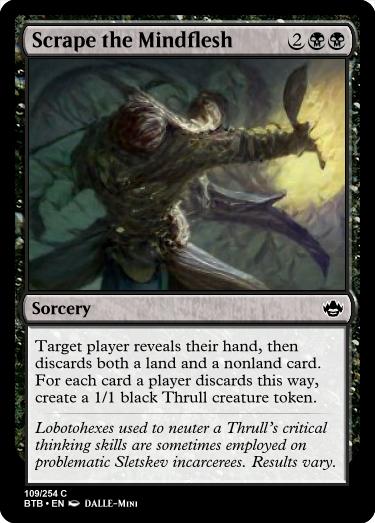 Scrape the Mindflesh 2
Sorcery
Target player reveals their hand, then
discards both a land and a nonland card.
For each card a player discards this way,
create a 1/1 black Thrull creature token.
Lobotohexes used to neuter a Thrull's critical
thinking skills are sometimes employed on
problematic Sletskev incarcerees. Results vary.
109/254 C
BTB • EN DALLE-Mini